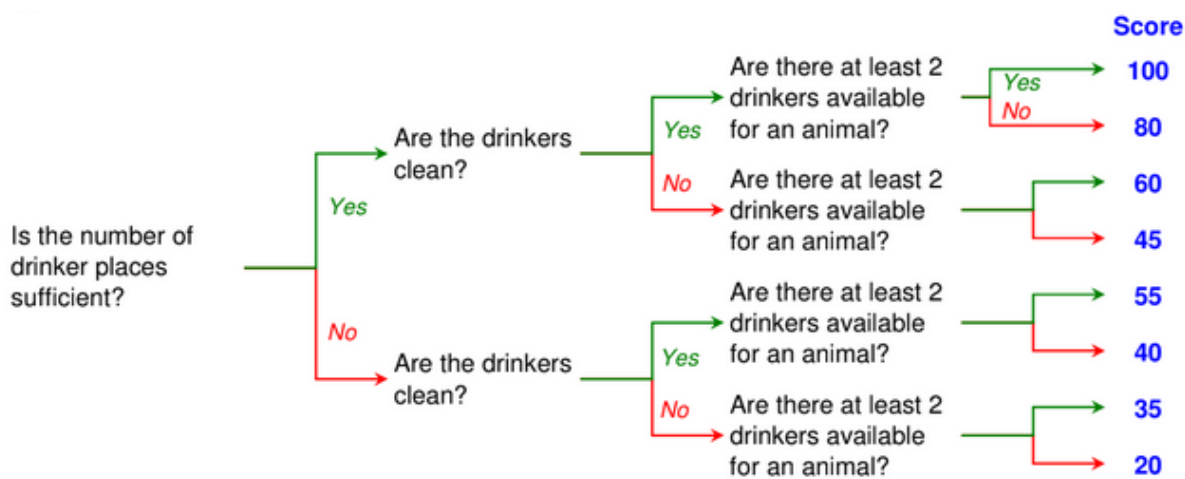 Score
Are there at least 2
drinkers available
for an animal?
Yes
100
No
80
Are the drinkers
clean?
Yes
No
Are there at least 2
drinkers available
for an animal?
60
45
Is the number of
drinker places
sufficient?
Yes
No
Are there at least 2
drinkers available
for an animal?
55
40
Are the drinkers
clean?
Yes
No
Are there at least 2
drinkers available
for an animal?
35
20